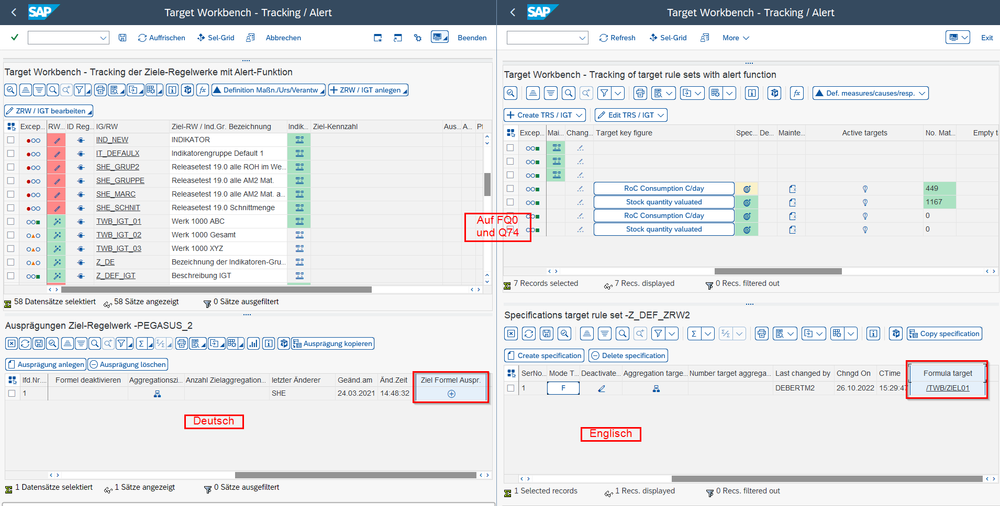 SAP
Target Workbench - Tracking / Alert
Auffrischen
Sel-Grid
Abbrechen
Beenden
Target Workbench - Tracking der Ziele-Regelwerke mit Alert-Funktion
Definition Maßn./Urs/Verantw
ZRW / IGT anlegen
ZRW / IGT bearbeiten
Excep... RW... ID Reg... IG/RW Ziel-RW / Ind.Gr. Bezeichnung Indik... Ziel-Kennzahl Aus... A...
IND_NEW INDIKATOR
IT_DEFAULX Indikatorengruppe Default 1
SHE_GRUP2 Releasetest 19.0 alle ROH im We...
SHE_GRUPPE Releasetest 19.0 alle AM2 Mat.
SHE_MARC Releasetest 19.0 alle AM2 Mat. a...
SHE_SCHNIT Releasetest 19.0 Schnittmenge
TWB_IGT_01 Werk 1000 ABC
TWB_IGT_02 Werk 1000 Gesamt
TWB_IGT_03 Werk 1000 XYZ
Z_DE Bezeichnung der Indikatoren-Gru...
Z_DEF_IGT Beschreibung IGT
58 Datensätze selektiert 58 Sätze angezeigt 0 Sätze ausgefiltert
Ausprägungen Ziel-Regelwerk -PEGASUS_2
Ausprägung kopieren
Ausprägung anlegen
Ausprägung löschen
lfd.Nr... Formel deaktivieren Aggregationszi... Anzahl Zielaggregation... letzter Änderer Geänd.am Änd.Zeit Ziel Formel Auspr.
1 SHE 24.03.2021 14:48:32
Deutsch
1 Datensätze selektiert 1 Sätze angezeigt 0 Sätze ausgefiltert
Auf FQ0
und Q74
SAP
Target Workbench - Tracking / Alert
Refresh
Sel-Grid
More
Exit
Target Workbench - Tracking of target rule sets with alert function
fx
Def. measures/causes/resp.
Create TRS / IGT
Edit TRS / IGT
Excep... Mai... Chang... Target key figure Spec... De... Mainte... Active targets No. Mat... Empty t
RoC Consumption C/day 449
Stock quantity valuated 1167
RoC Consumption C/day 0
Stock quantity valuated 0
7 Records selected 7 Recs. displayed 0 Recs. filtered out
Specifications target rule set -Z_DEF_ZRW2
Copy specification
Create specification
Delete specification
SerNo... Mode T... Deactivate... Aggregation targe... Number target aggrega... Last changed by Chngd On CTime Formula target
1 F DEBERTM2 26.10.2022 15:29:47 /TWB/ZIEL01
Englisch
1 Selected records 1 Recs. displayed 0 Recs. filtered out